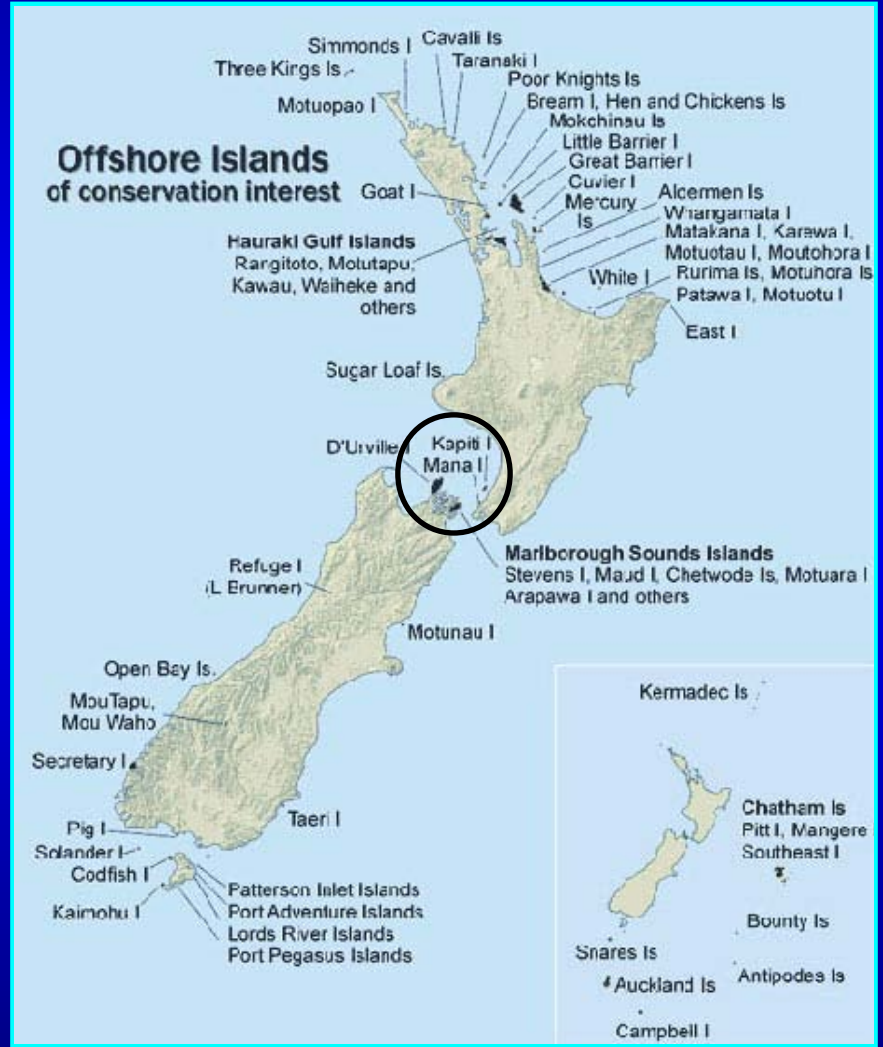 Simmonds I
Cavalli Is
Three Kings Is
Taranaki I
Poor Knights Is
Motuopao I
Bream I, Hen and Chickens Is
Mokohinau Is
Little Barrier I
Great Barrier I
Offshore Islands
of conservation interest
Goat I
Cuvier I
Mercury
Is
Alcermen Is
Whangamata I
Matakana I, Karewa I,
Motuotau I, Moutohora I
Hauraki Gulf Islands
Rangitoto, Motutapu,
Kawau, Waiheke and
others
White I
Rurima Is, Motuhora Is
Patawa I, Motuotu I
East I
Sugar Loaf Is.
D'Urville I
Kapiti I
Mana I
Marlborough Sounds Islands
Stevens I, Maud I, Chetwode Is, Motuara I
Arapawa I and others
Refuge I
(L Brunner)
Motunau I
Open Bay Is.
MouTapu,
Mou Waho
Secretary I
Taeri I
Pig I
Solander I
Codfish I
Kaimohu I
Patterson Inlet Islands
Port Adventure Islands
Lords River Islands
Port Pegasus Islands
Kermadec Is
Chatham Is
Pitt I, Mangere
Southeast I
Bounty Is
Snares Is
Antipodes Is
Auckland Is
Campbell I